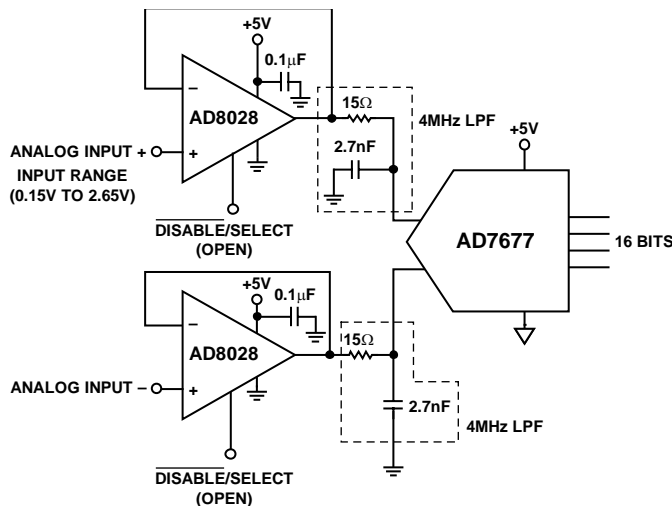 +5V
0.1µF
−
AD8028
+
ANALOG INPUT +
INPUT RANGE
(0.15V TO 2.65V)
DISABLE/SELECT
(OPEN)
15Ω
2.7nF
4MHz LPF
+5V
AD7677
16 BITS
+5V
0.1µF
−
AD8028
+
ANALOG INPUT −
DISABLE/SELECT
(OPEN)
15Ω
2.7nF
4MHz LPF